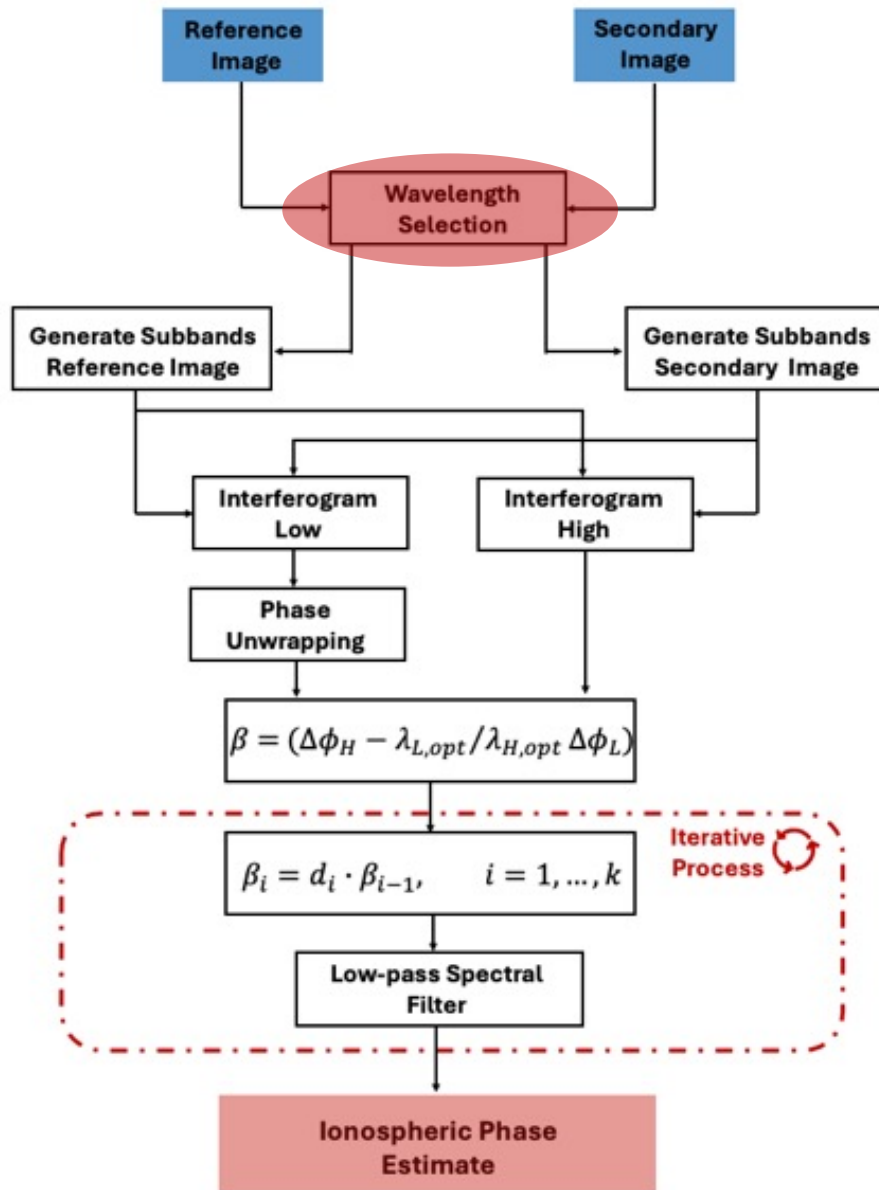 Reference
Image
Secondary
Image
Wavelength
Selection
Generate Subbands
Reference Image
Generate Subbands
Secondary Image
Interferogram
Low
Interferogram
High
Phase
Unwrapping
β = (Δϕ_H − λ_{L,opt}/λ_{H,opt} Δϕ_L)
Iterative
Process
β_i = d_i · β_{i−1},   i = 1, …, k
Low-pass Spectral
Filter
Ionospheric Phase
Estimate